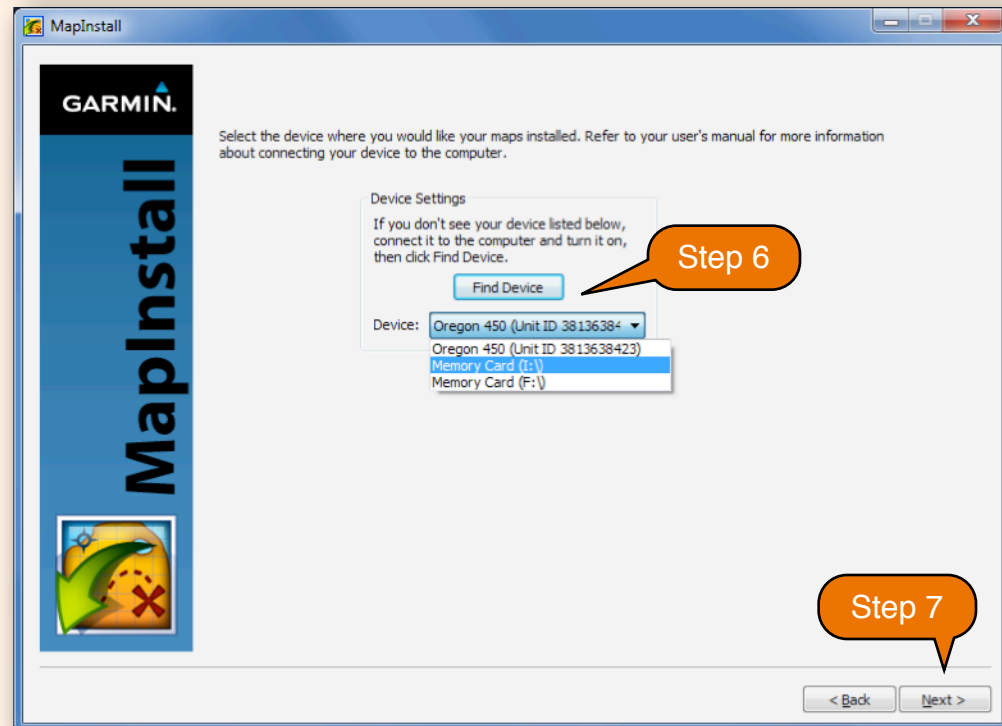 MapInstall
GARMIN.
MapInstall
Select the device where you would like your maps installed. Refer to your user's manual for more information
about connecting your device to the computer.
Device Settings
If you don't see your device listed below,
connect it to the computer and turn it on,
then click Find Device.
Step 6
Find Device
Device: Oregon 450 (Unit ID 38136384
Oregon 450 (Unit ID 3813638423)
Memory Card (I:\)
Memory Card (F:\)
Step 7
< Back
Next >